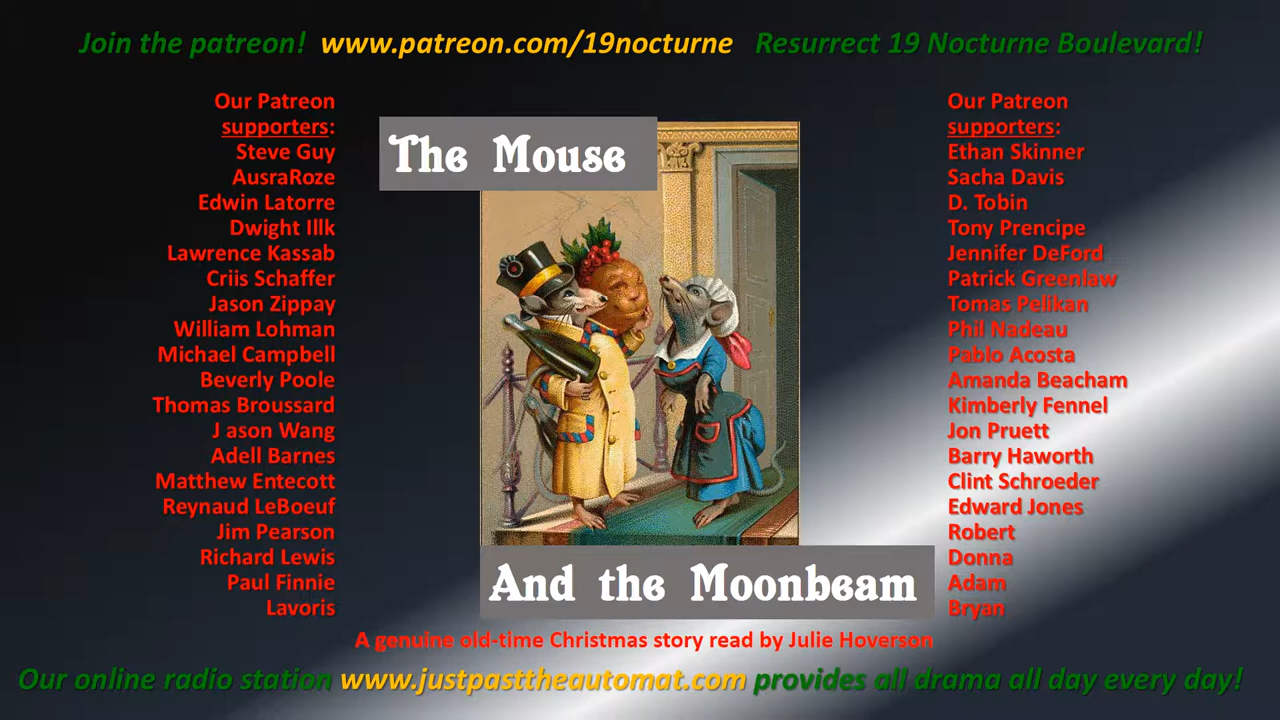 Join the patreon! www.patreon.com/19nocturne Resurrect 19 Nocturne Boulevard!
Our Patreon
supporters:
Steve Guy
AusraRoze
Edwin Latorre
Dwight Illk
Lawrence Kassab
Criis Schaffer
Jason Zippay
William Lohman
Michael Campbell
Beverly Poole
Thomas Broussard
J ason Wang
Adell Barnes
Matthew Entecott
Reynaud LeBoeuf
Jim Pearson
Richard Lewis
Paul Finnie
Lavoris
The Mouse
And the Moonbeam
Our Patreon
supporters:
Ethan Skinner
Sacha Davis
D. Tobin
Tony Prencipe
Jennifer DeFord
Patrick Greenlaw
Tomas Pelikan
Phil Nadeau
Pablo Acosta
Amanda Beacham
Kimberly Fennel
Jon Pruett
Barry Haworth
Clint Schroeder
Edward Jones
Robert
Donna
Adam
Bryan
A genuine old-time Christmas story read by Julie Hoverson
Our online radio station www.justpasttheautomat.com provides all drama all day every day!